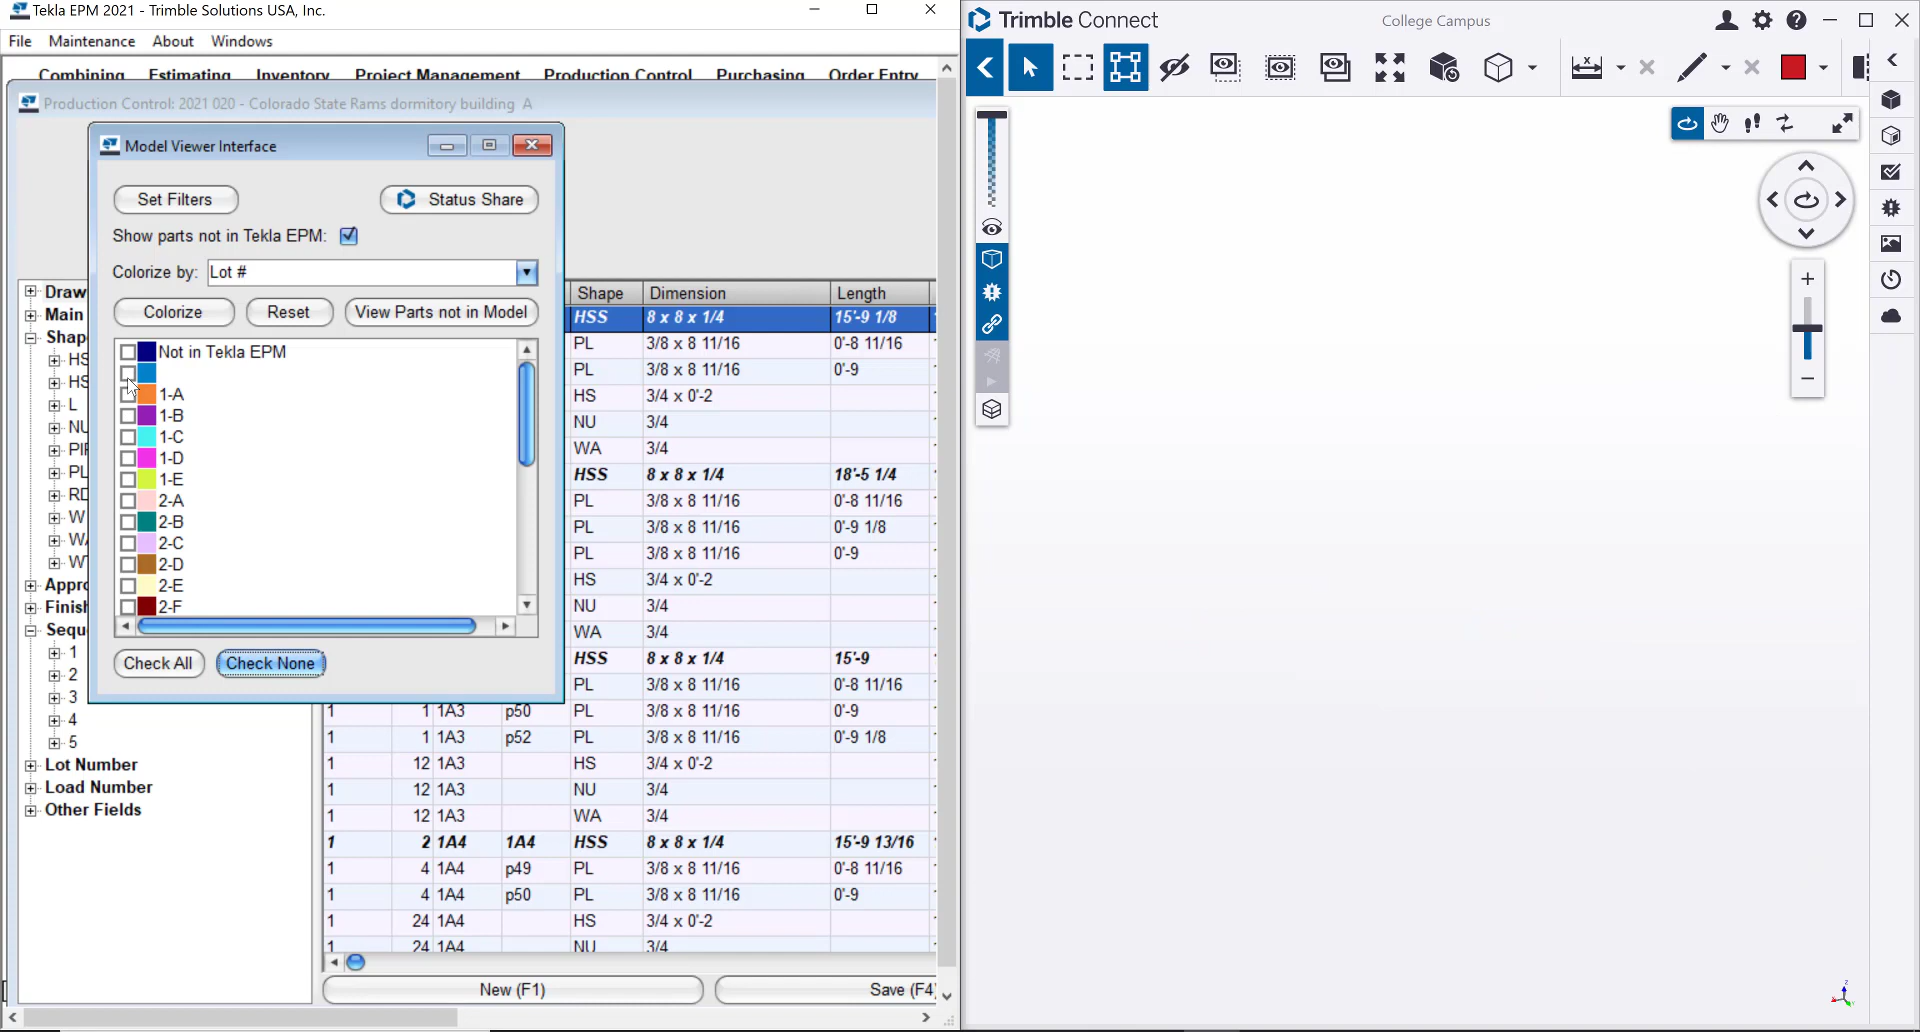 Tekla EPM 2021 - Trimble Solutions USA, Inc.
File Maintenance About Windows
Combining Estimating Inventory Project Management Production Control Purchasing Order Entry
Production Control: 2021 020 - Colorado State Rams dormitory building A
Model Viewer Interface
Set Filters
Status Share
Show parts not in Tekla EPM:
Colorize by: Lot #
Colorize
Reset
View Parts not in Model
Not in Tekla EPM
1-A
1-B
1-C
1-D
1-E
2-A
2-B
2-C
2-D
2-E
2-F
Check All
Check None
Draw
Main
Shap
HS
HS
L
NU
PIF
PL
RD
W
WA
WT
Appro
Finish
Sequ
1
2
3
4
5
Lot Number
Load Number
Other Fields
Shape Dimension Length
HSS 8 x 8 x 1/4 15'-9 1/8
PL 3/8 x 8 11/16 0'-8 11/16
PL 3/8 x 8 11/16 0'-9
HS 3/4 x 0'-2
NU 3/4
WA 3/4
HSS 8 x 8 x 1/4 18'-5 1/4
PL 3/8 x 8 11/16 0'-8 11/16
PL 3/8 x 8 11/16 0'-9 1/8
PL 3/8 x 8 11/16 0'-9
HS 3/4 x 0'-2
NU 3/4
WA 3/4
HSS 8 x 8 x 1/4 15'-9
PL 3/8 x 8 11/16 0'-8 11/16
1 1 1A3 p50 PL 3/8 x 8 11/16 0'-9
1 1 1A3 p52 PL 3/8 x 8 11/16 0'-9 1/8
1 12 1A3 HS 3/4 x 0'-2
1 12 1A3 NU 3/4
1 12 1A3 WA 3/4
1 2 1A4 1A4 HSS 8 x 8 x 1/4 15'-9 13/16
1 4 1A4 p49 PL 3/8 x 8 11/16 0'-8 11/16
1 4 1A4 p50 PL 3/8 x 8 11/16 0'-9
1 24 1A4 HS 3/4 x 0'-2
1 24 1A4 NU 3/4
New (F1)
Save (F4)
Trimble Connect
College Campus